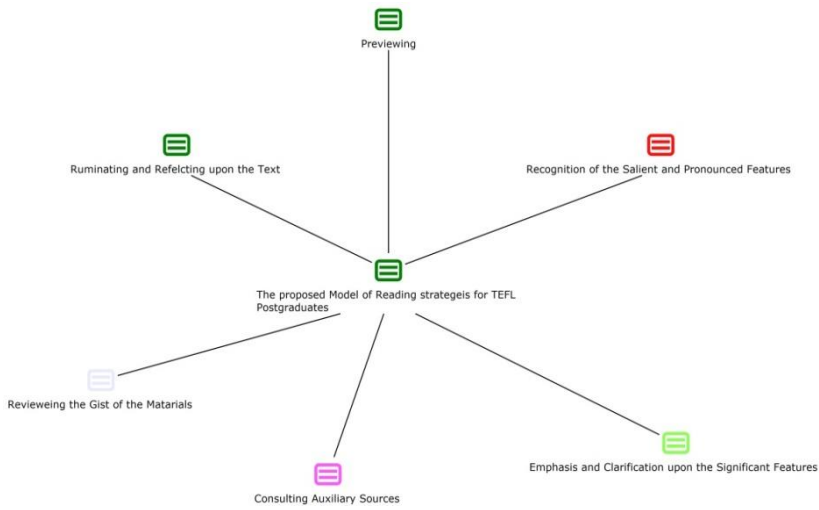 Previewing
Ruminating and Refelcting upon the Text
Recognition of the Salient and Pronounced Features
The proposed Model of Reading strategeis for TEFL
Postgraduates
Revieweing the Gist of the Matarials
Emphasis and Clarification upon the Significant Features
Consulting Auxiliary Sources